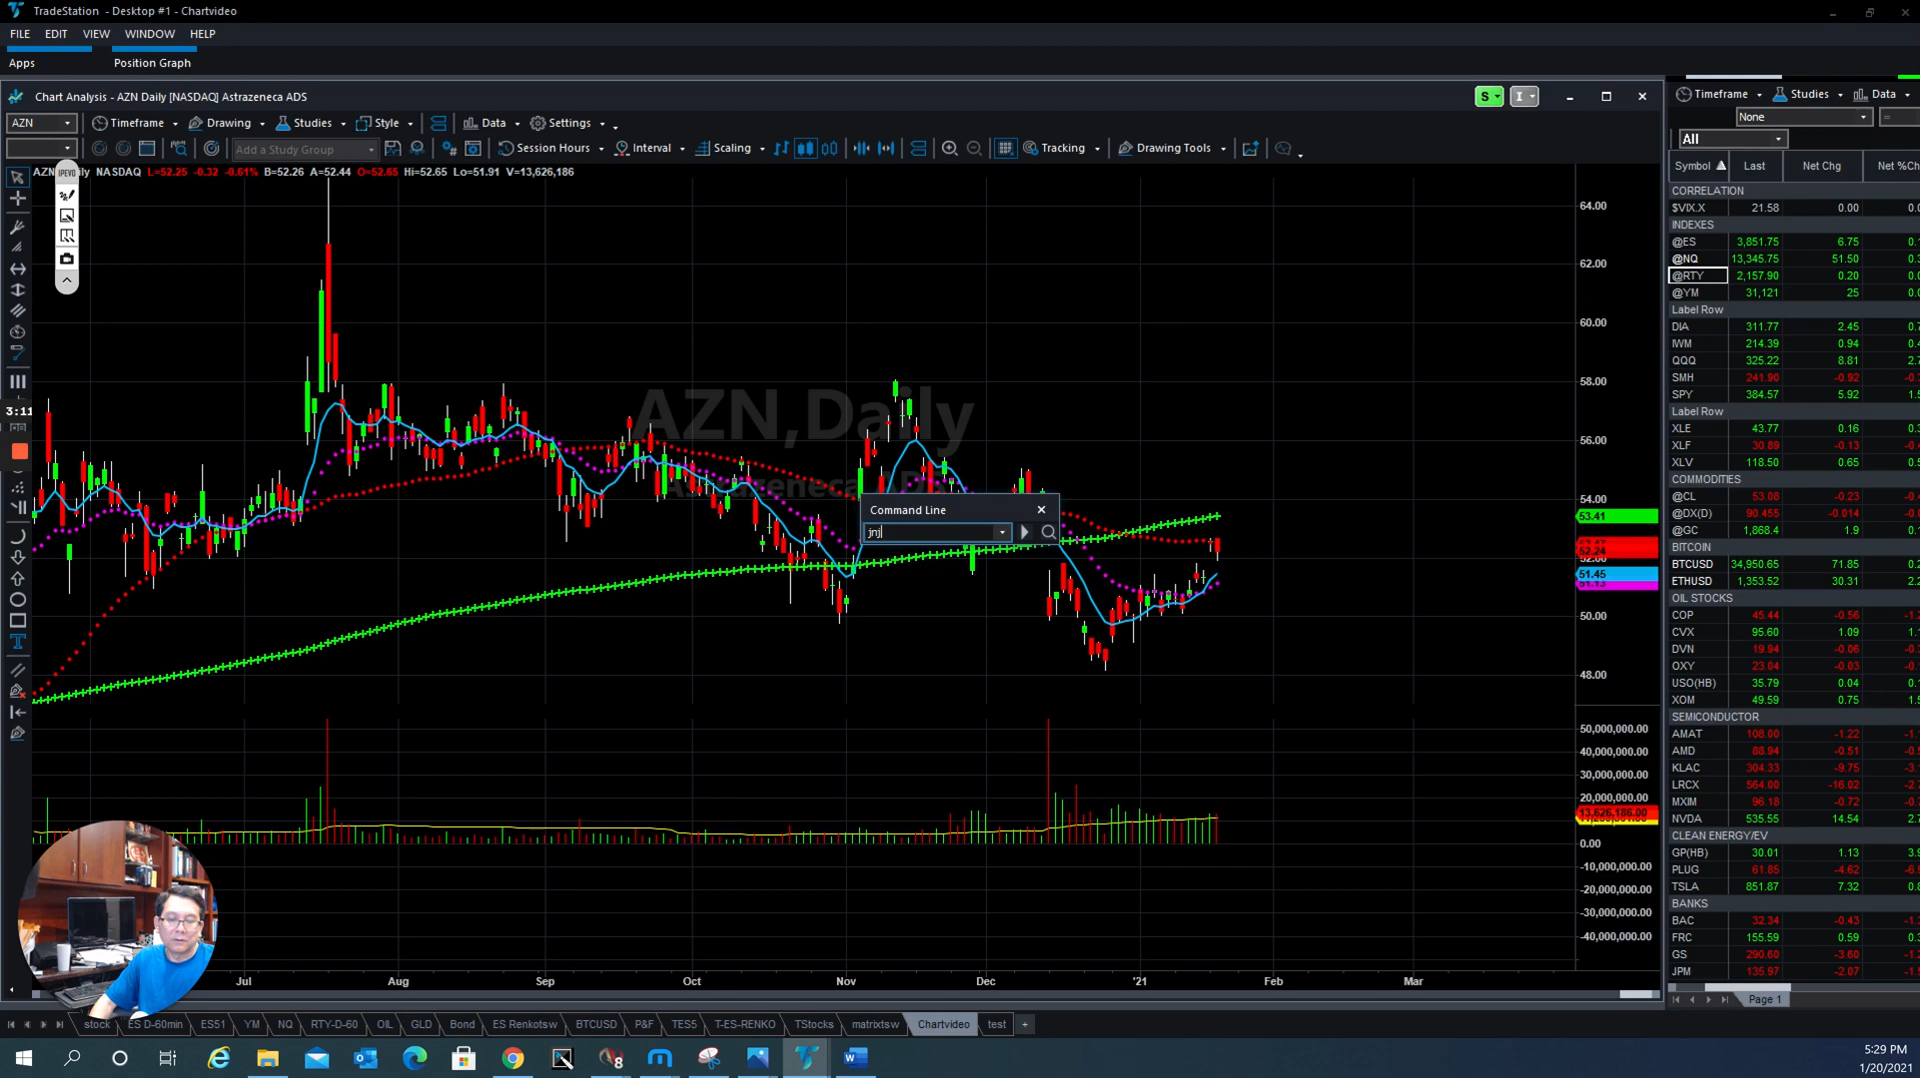 TradeStation - Desktop #1 - Chartvideo
FILE EDIT VIEW WINDOW HELP
Apps Position Graph
Chart Analysis - AZN Daily [NASDAQ] Astrazeneca ADS
S I
AZN Timeframe Drawing Studies Style Data Settings
Add a Study Group Session Hours Interval Scaling Tracking Drawing Tools
NASDAQ L=52.25 -0.32 -0.61% B=52.26 A=52.44 O=52.65 Hi=52.65 Lo=51.91 V=13,626,186
IPEVO
AZN,Daily
3:11
Command Line
jnj
64.00
62.00
60.00
58.00
56.00
54.00
53.41
52.24
51.45
50.00
48.00
50,000,000.00
40,000,000.00
30,000,000.00
20,000,000.00
13,626,186.00
0.00
-10,000,000.00
-20,000,000.00
-30,000,000.00
-40,000,000.00
Jul Aug Sep Oct Nov Dec '21 Feb Mar
Timeframe Studies Data
None =
All
Symbol Last Net Chg
CORRELATION
$VIX.X 21.58 0.00
INDEXES
@ES 3,851.75 6.75
@NQ 13,345.75 51.50
@RTY 2,157.90 0.20
@YM 31,121 25
Label Row
DIA 311.77 2.45
IWM 214.39 0.94
QQQ 325.22 8.81
SMH 241.90 -0.92
SPY 384.57 5.92
Label Row
XLE 43.77 0.16
XLF 30.89 -0.13
XLV 118.50 0.65
COMMODITIES
@CL 53.08 -0.23
@DX(D) 90.455 -0.014
@GC 1,868.4 1.9
BITCOIN
BTCUSD 34,950.65 71.85
ETHUSD 1,353.52 30.31
OIL STOCKS
COP 45.44 -0.56
CVX 95.60 1.09
DVN 19.94 -0.06
OXY 23.04 -0.03
USO(HB) 35.79 0.04
XOM 49.59 0.75
SEMICONDUCTOR
AMAT 108.00 -1.22
AMD 88.94 -0.51
KLAC 304.33 -9.75
LRCX 564.00 -16.02
MXIM 96.18 -0.72
NVDA 535.55 14.54
CLEAN ENERGY/EV
GP(HB) 30.01 1.13
PLUG 61.85 -4.62
TSLA 851.87 7.32
BANKS
BAC 32.34 -0.43
FRC 155.59 0.59
GS 290.60 -3.60
JPM 135.97 -2.07
Page 1
stock ES D-60min ES51 YM NQ RTY-D-60 OIL GLD Bond ES Renkotsw BTCUSD P&F TES5 T-ES-RENKO TStocks matrixtsw Chartvideo test +
5:29 PM
1/20/2021